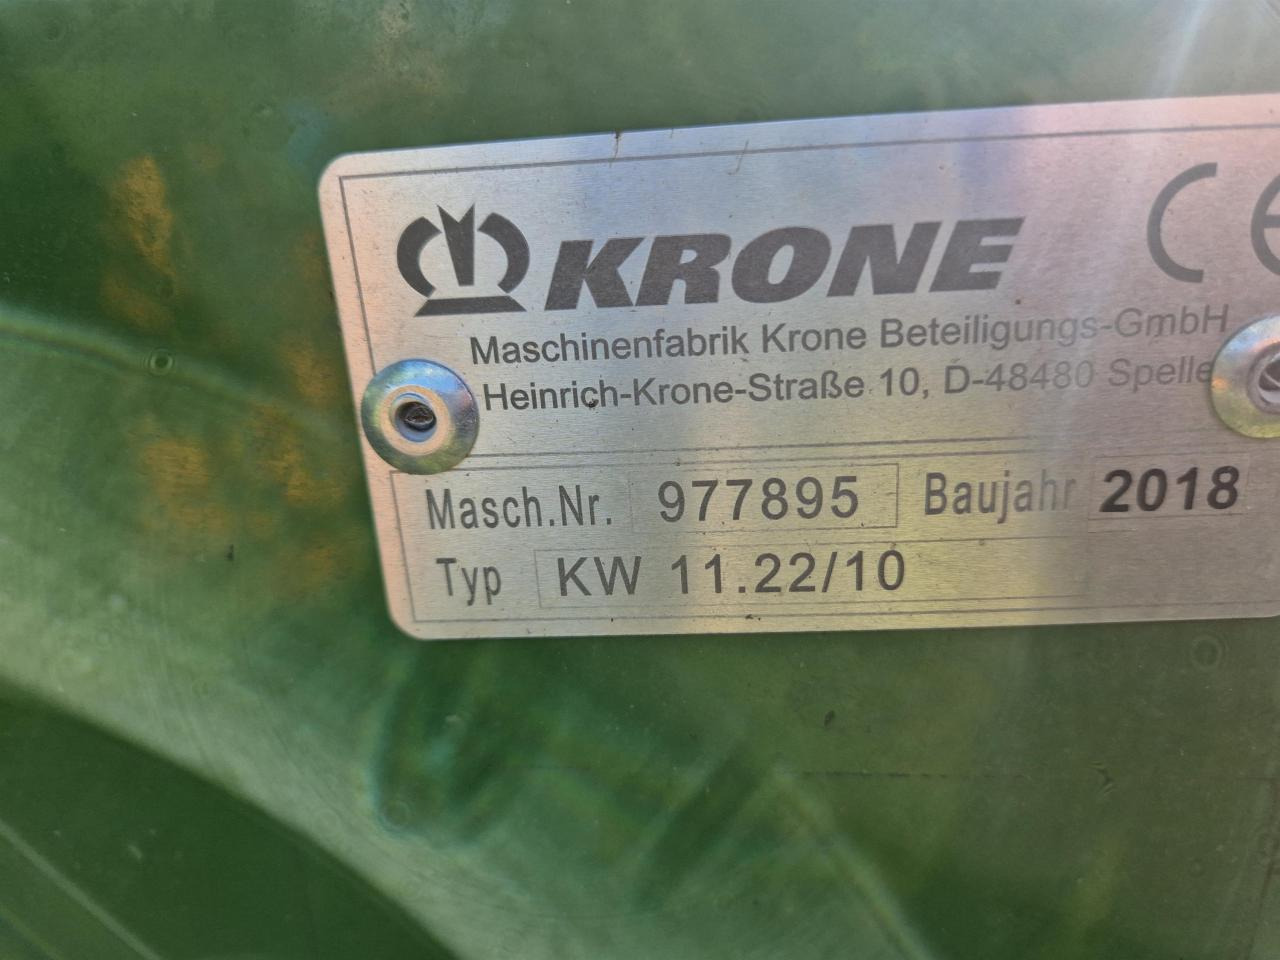 KRONE
CE
Maschinenfabrik Krone Beteiligungs-GmbH
Heinrich-Krone-Straße 10, D-48480 Spelle
Masch.Nr. 977895 Baujahr 2018
Typ KW 11.22/10